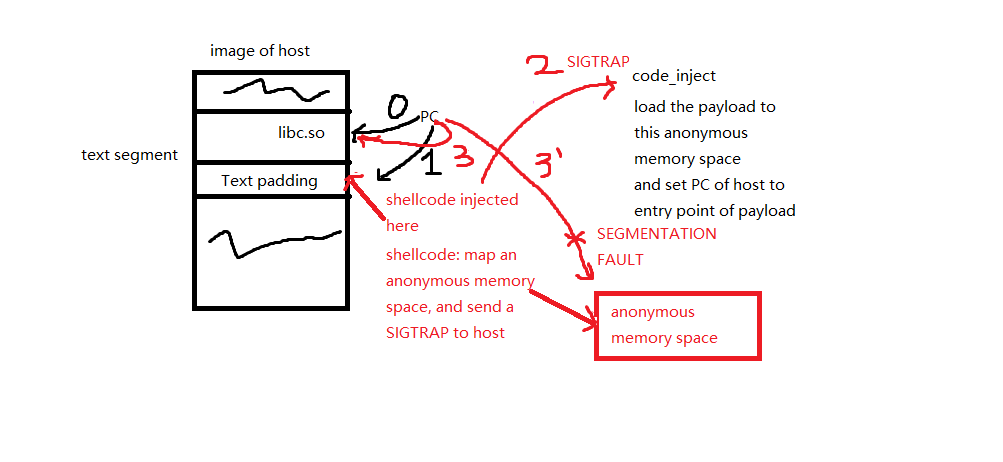 image of host
2 SIGTRAP
code_inject
0
PC
load the payload to
this anonymous
memory space
and set PC of host to
entry point of payload
libc.so
text segment
3
1
3'
Text padding
shellcode injected
here
SEGMENTATION
FAULT
shellcode: map an
anonymous memory
space, and send a
SIGTRAP to host
anonymous
memory space